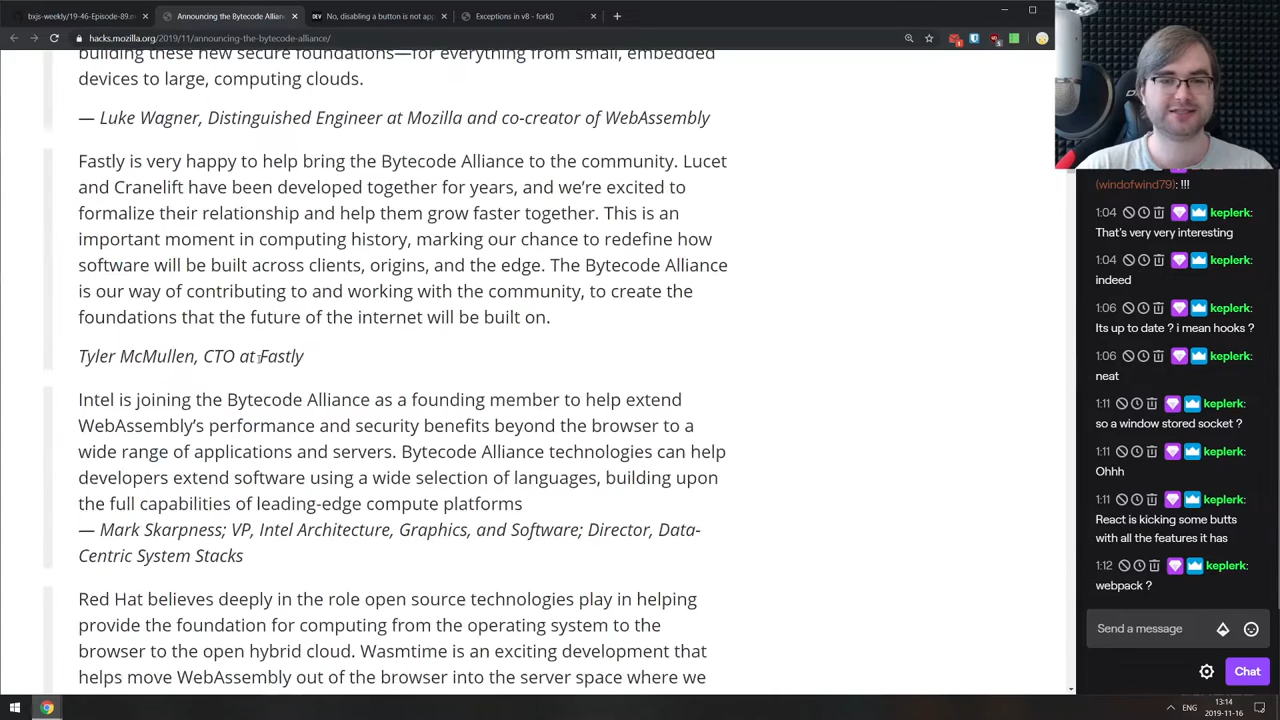 bxjs-weekly/19-46-Episode-89.m
Announcing the Bytecode Allian
DEV No, disabling a button is not ap
Exceptions in v8 - fork()
hacks.mozilla.org/2019/11/announcing-the-bytecode-alliance/
building these new secure foundations—for everything from small, embedded
devices to large, computing clouds.
— Luke Wagner, Distinguished Engineer at Mozilla and co-creator of WebAssembly
Fastly is very happy to help bring the Bytecode Alliance to the community. Lucet
and Cranelift have been developed together for years, and we’re excited to
formalize their relationship and help them grow faster together. This is an
important moment in computing history, marking our chance to redefine how
software will be built across clients, origins, and the edge. The Bytecode Alliance
is our way of contributing to and working with the community, to create the
foundations that the future of the internet will be built on.
Tyler McMullen, CTO at Fastly
Intel is joining the Bytecode Alliance as a founding member to help extend
WebAssembly’s performance and security benefits beyond the browser to a
wide range of applications and servers. Bytecode Alliance technologies can help
developers extend software using a wide selection of languages, building upon
the full capabilities of leading-edge compute platforms
— Mark Skarpness; VP, Intel Architecture, Graphics, and Software; Director, Data-
Centric System Stacks
Red Hat believes deeply in the role open source technologies play in helping
provide the foundation for computing from the operating system to the
browser to the open hybrid cloud. Wasmtime is an exciting development that
helps move WebAssembly out of the browser into the server space where we
(windofwind79): !!!
1:04 keplerk:
That's very very interesting
1:04 keplerk:
indeed
1:06 keplerk:
Its up to date ? i mean hooks ?
1:06 keplerk:
neat
1:11 keplerk:
so a window stored socket ?
1:11 keplerk:
Ohhh
1:11 keplerk:
React is kicking some butts
with all the features it has
1:12 keplerk:
webpack ?
Send a message
Chat
ENG
13:14
2019-11-16